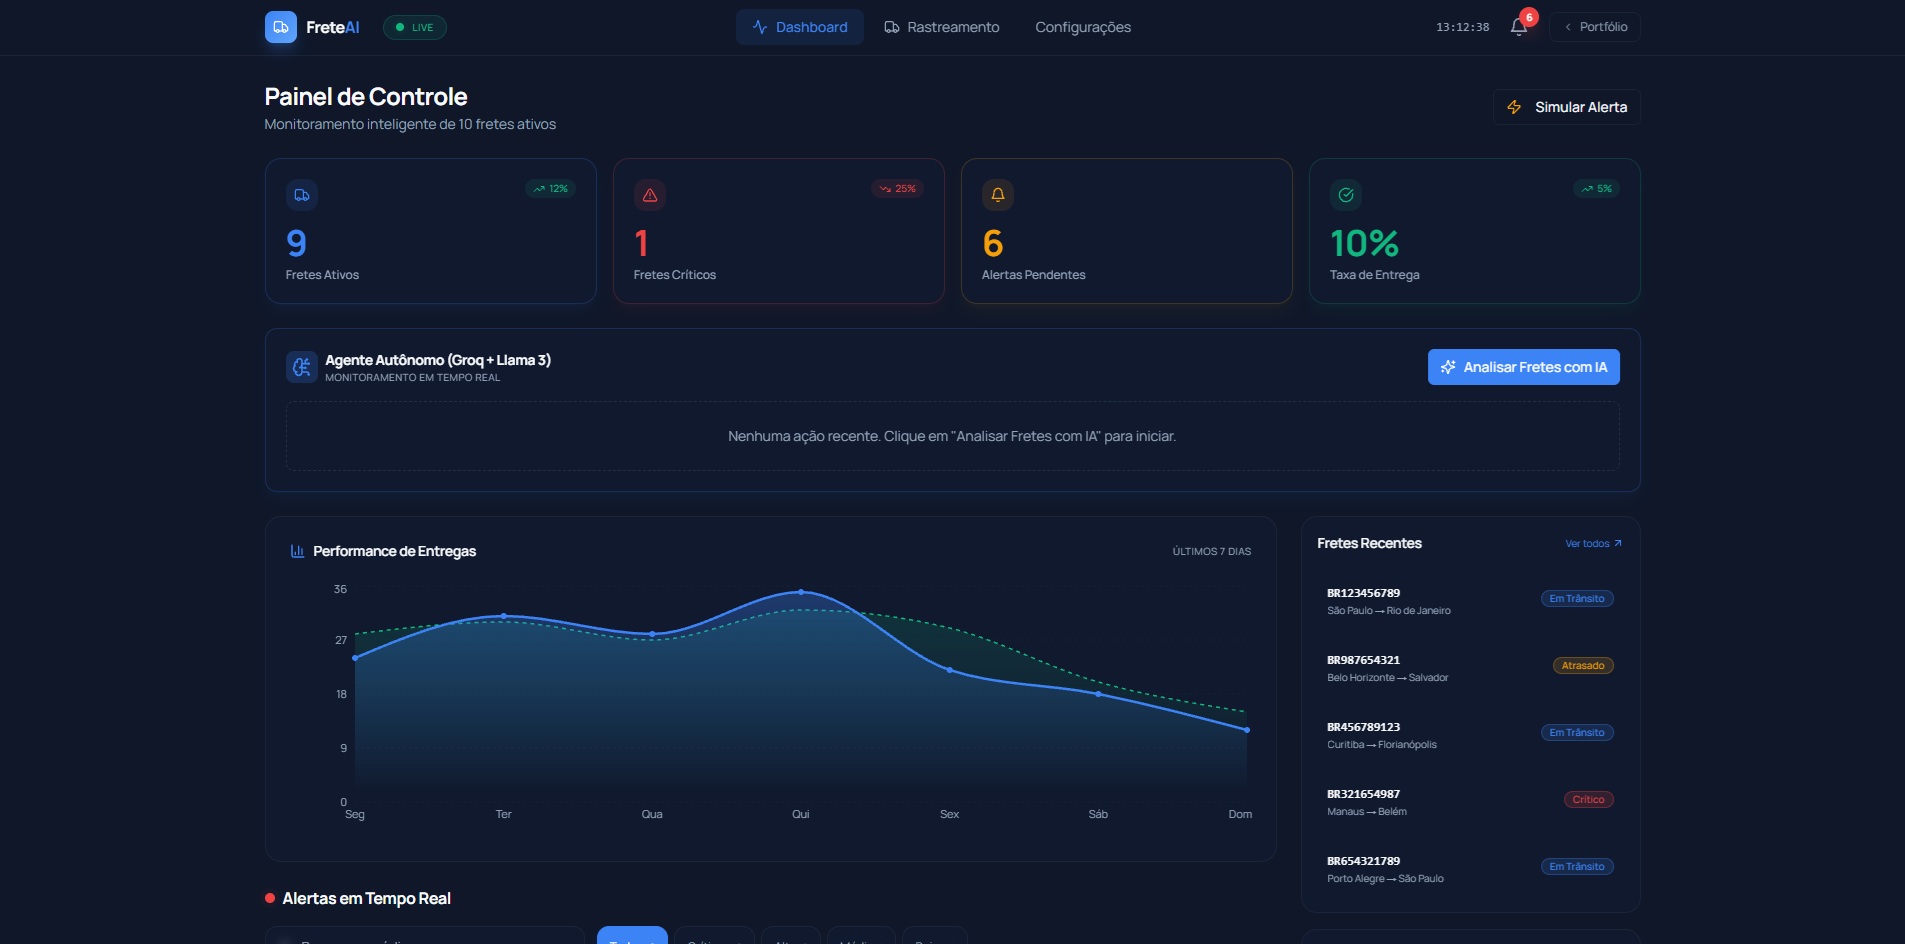 FreteAI
LIVE
Dashboard
Rastreamento
Configurações
13:12:38
6
Portfólio
Painel de Controle
Monitoramento inteligente de 10 fretes ativos
Simular Alerta
12%
9
Fretes Ativos
25%
1
Fretes Críticos
6
Alertas Pendentes
5%
10%
Taxa de Entrega
Agente Autônomo (Groq + Llama 3)
MONITORAMENTO EM TEMPO REAL
Analisar Fretes com IA
Nenhuma ação recente. Clique em "Analisar Fretes com IA" para iniciar.
Performance de Entregas
ÚLTIMOS 7 DIAS
36
27
18
9
0
Seg
Ter
Qua
Qui
Sex
Sáb
Dom
Fretes Recentes
Ver todos
BR123456789
São Paulo → Rio de Janeiro
Em Trânsito
BR987654321
Belo Horizonte → Salvador
Atrasado
BR456789123
Curitiba → Florianópolis
Em Trânsito
BR321654987
Manaus → Belém
Crítico
BR654321789
Porto Alegre → São Paulo
Em Trânsito
Alertas em Tempo Real